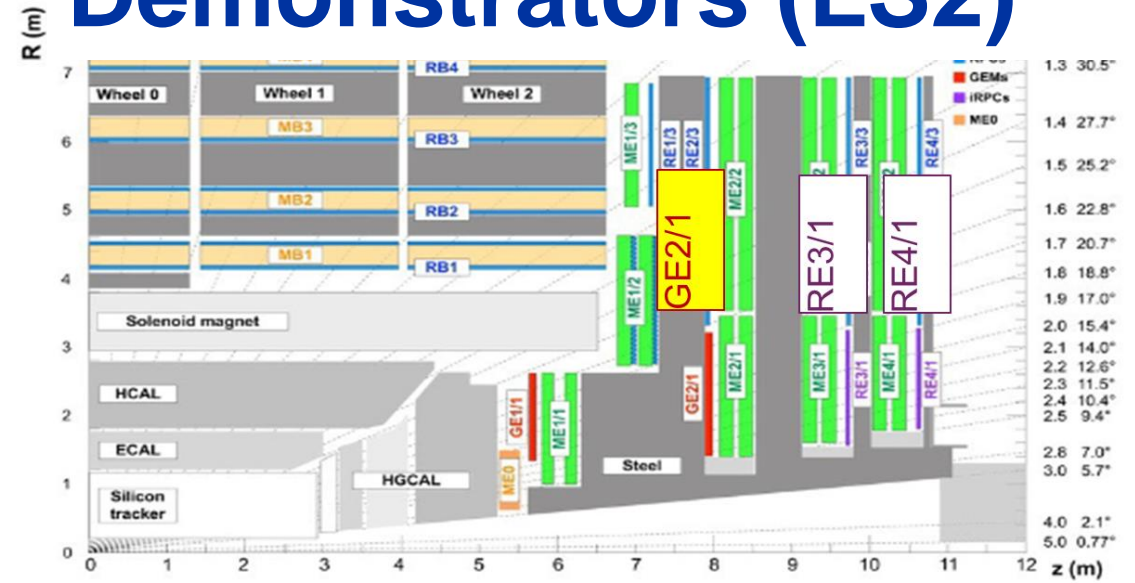 Demonstrators (ES2)
R (m)
7
6
5
4
3
2
1
0
RB4
Wheel 0
Wheel 1
Wheel 2
MB3
RB3
MB2
RB2
MB1
RB1
Solenoid magnet
HCAL
ECAL
Silicon
tracker
HGCAL
Steel
ME0
GE1/1
ME1/1
ME1/2
ME1/3
RE1/3
RE2/3
GE2/1
ME2/2
GE2/1
ME2/1
2
RE3/3
RE3/1
ME3/1
RE3/1
2
RE4/3
RE4/1
ME4/1
RE4/1
GEMs
iRPCs
ME0
1.3 30.5°
1.4 27.7°
1.5 25.2°
1.6 22.8°
1.7 20.7°
1.8 18.8°
1.9 17.0°
2.0 15.4°
2.1 14.0°
2.2 12.6°
2.3 11.5°
2.4 10.4°
2.5 9.4°
2.8 7.0°
3.0 5.7°
4.0 2.1°
5.0 0.77°
0 1 2 3 4 5 6 7 8 9 10 11 12 z (m)